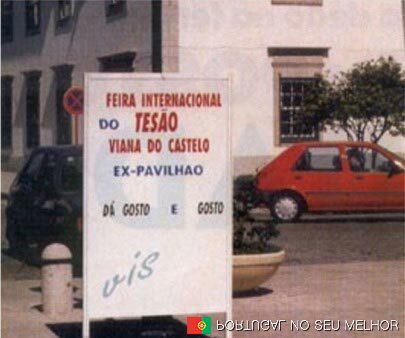 FEIRA INTERNACIONAL
DO TESÃO
VIANA DO CASTELO
EX-PAVILHAO
DÁ GOSTO E GOSTO
vis
PORTUGAL NO SEU MELHOR